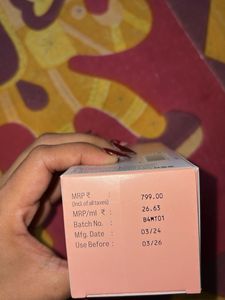 MRP ₹ : 799.00
(Incl. of all taxes)
MRP/ml ₹ : 26.63
Batch No. : B4MT01
Mfg. Date : 03/24
Use Before : 03/26